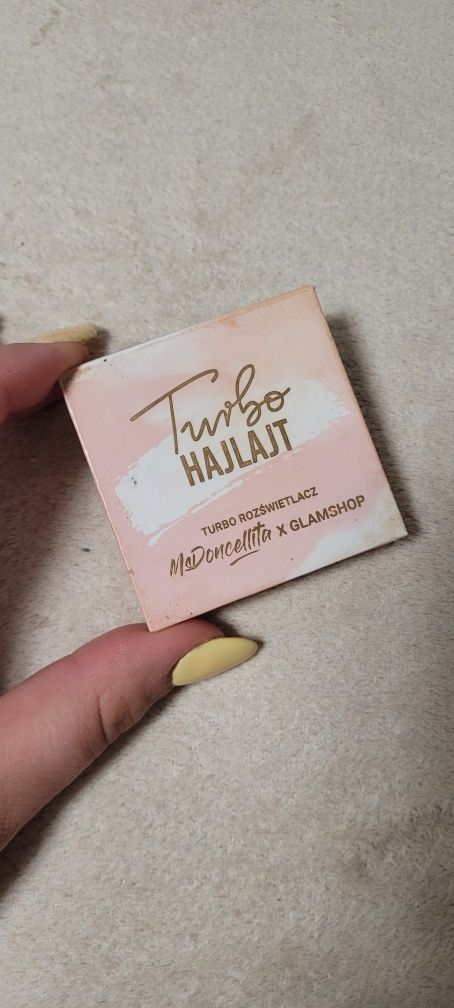 Turbo
HAJLAJT
TURBO ROZŚWIETLACZ
MsDoncellita X GLAMSHOP